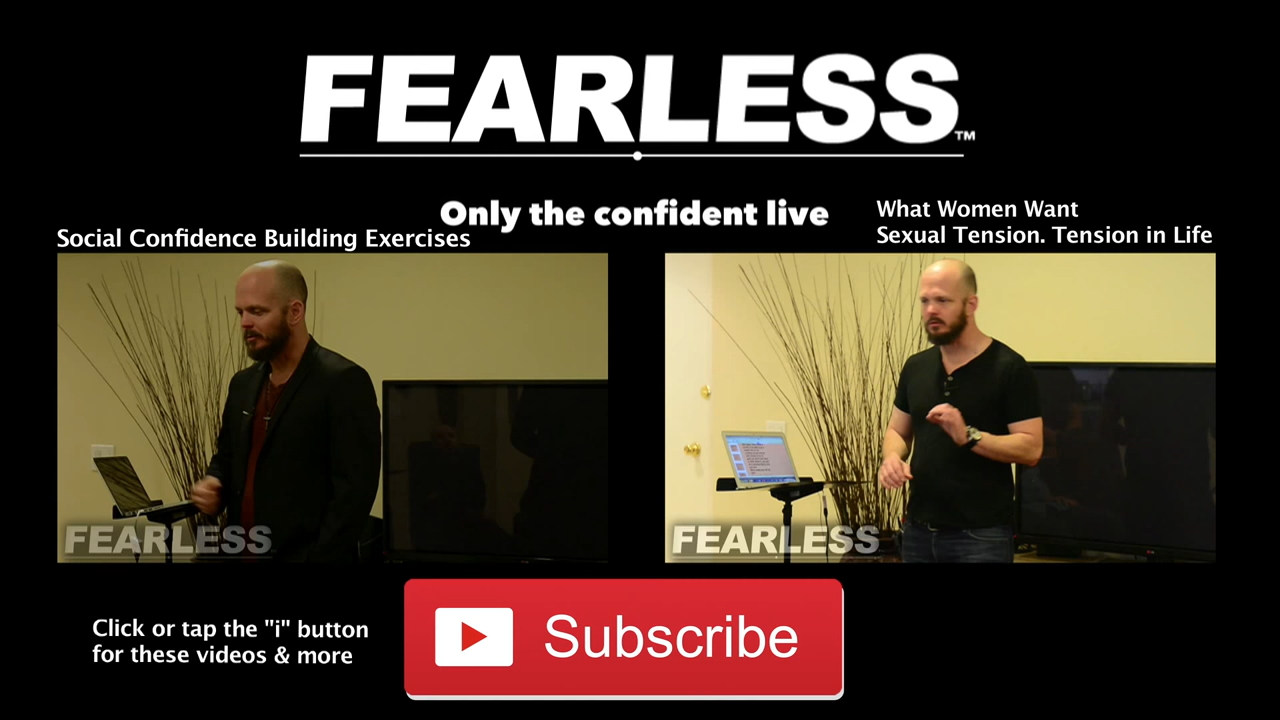 FEARLESS™
Only the confident live
What Women Want
Sexual Tension. Tension in Life
Social Confidence Building Exercises
FEARLESS
FEARLESS
Click or tap the "i" button
for these videos & more
Subscribe